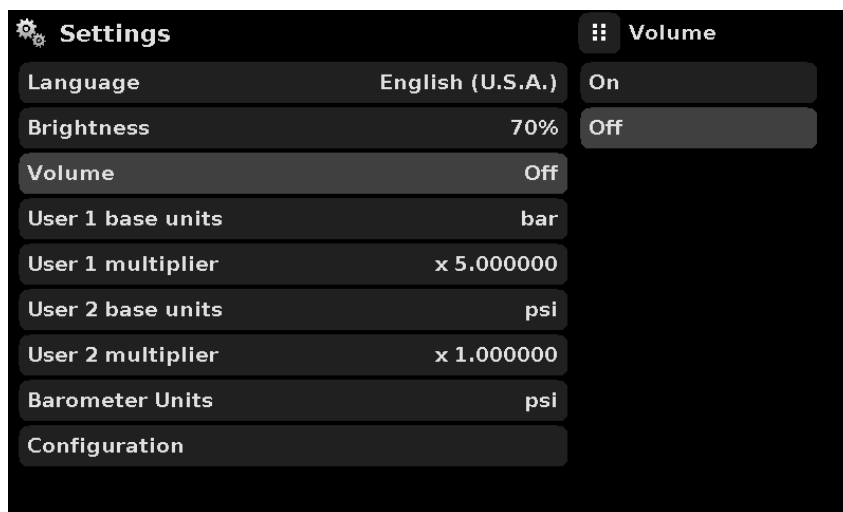 Settings
Language English (U.S.A.)
Brightness 70%
Volume Off
User 1 base units bar
User 1 multiplier x 5.000000
User 2 base units psi
User 2 multiplier x 1.000000
Barometer Units psi
Configuration
Volume
On
Off